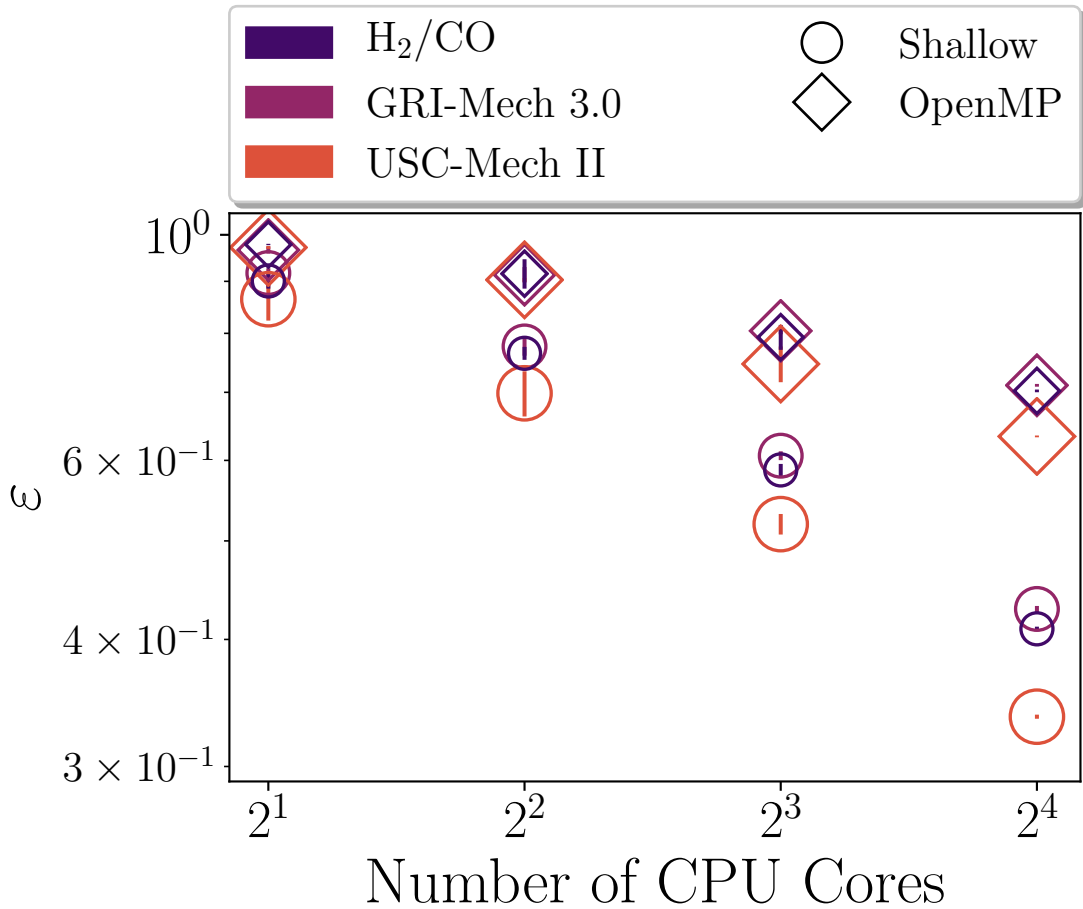 H₂/CO
GRI-Mech 3.0
USC-Mech II
Shallow
OpenMP
10⁰
6 × 10⁻¹
4 × 10⁻¹
3 × 10⁻¹
ε
2¹ 2² 2³ 2⁴
Number of CPU Cores